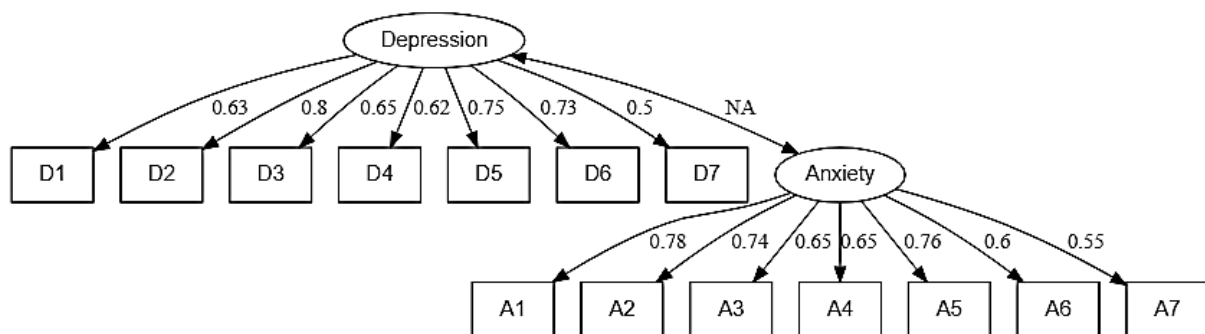 Depression
0.63 0.8 0.65 0.62 0.75 0.73 0.5 NA
D1 D2 D3 D4 D5 D6 D7 Anxiety
0.78 0.74 0.65 0.65 0.76 0.6 0.55
A1 A2 A3 A4 A5 A6 A7